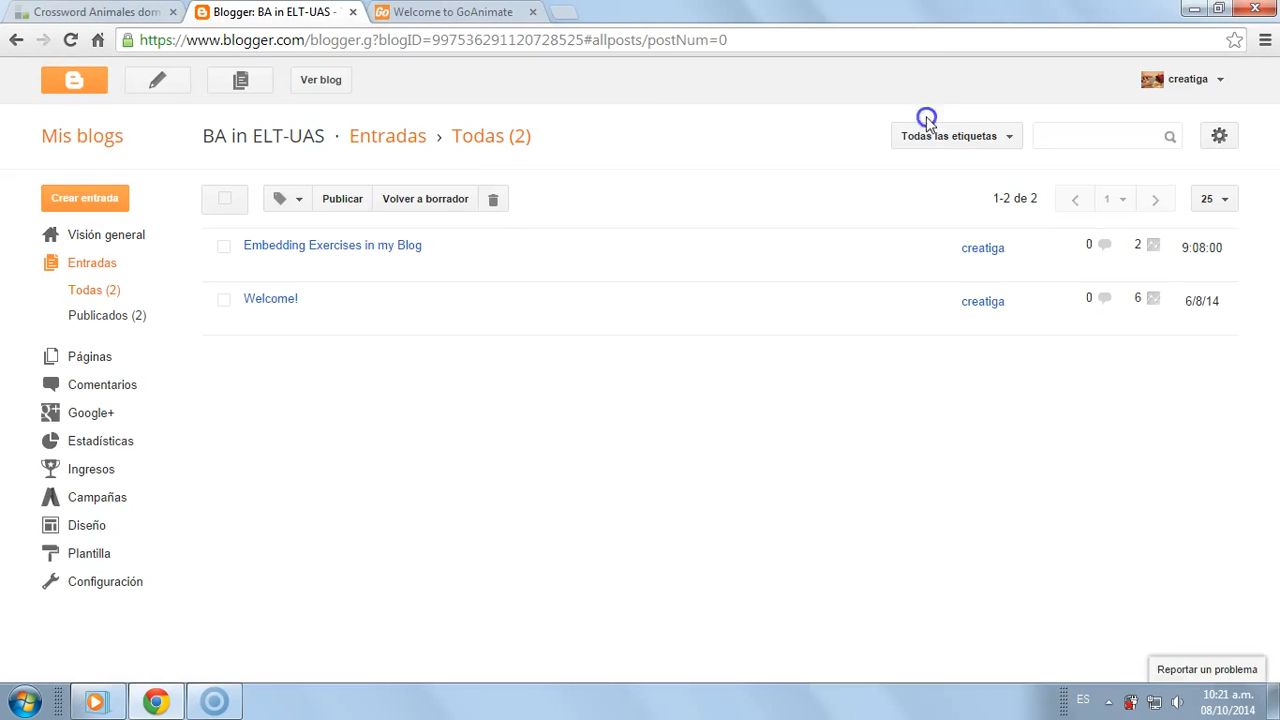 Crossword Animales dom
Blogger: BA in ELT-UAS -
GO Welcome to GoAnimate
https://www.blogger.com/blogger.g?blogID=997536291120728525#allposts/postNum=0
Ver blog
creatiga
Mis blogs
BA in ELT-UAS · Entradas › Todas (2)
Todas las etiquetas
Crear entrada
Publicar
Volver a borrador
1-2 de 2
1
25
Visión general
Embedding Exercises in my Blog
creatiga
0
2
9:08:00
Entradas
Todas (2)
Welcome!
creatiga
0
6
6/8/14
Publicados (2)
Páginas
Comentarios
Google+
Estadísticas
Ingresos
Campañas
Diseño
Plantilla
Configuración
Reportar un problema
ES
10:21 a.m.
08/10/2014